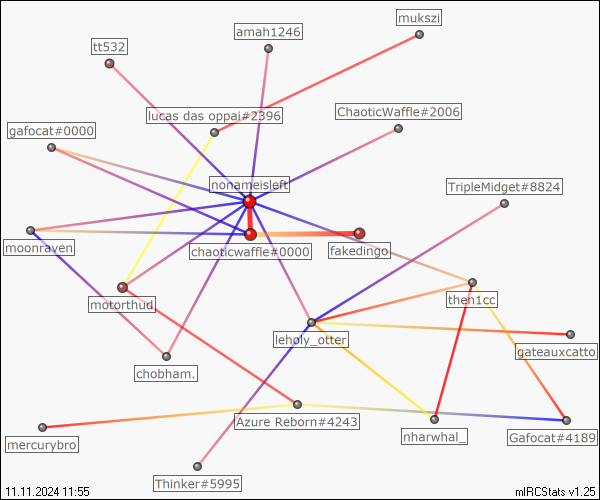 mukszi
amah1246
tt532
ChaoticWaffle#2006
lucas das oppai#2396
gafocat#0000
nonameisleft
TripleMidget#8824
moonraven
chaoticwaffle#0000
fakedingo.
then1cc
motorthud.
leholy_otter
gateauxcatto
chobham.
Azure Reborn#4243
nharwhal_
Gafocat#4189
mercurybro
Thinker#5995
11.11.2024 11:55
mIRCStats v1.25